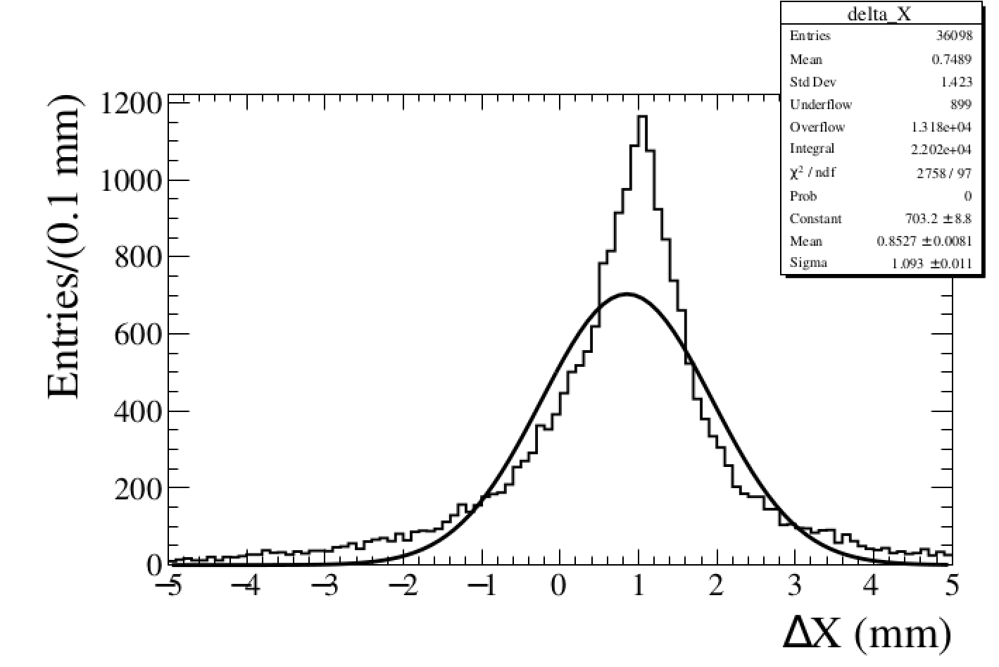 delta_X
Entries 36098
Mean 0.7489
Std Dev 1.423
Underflow 899
Overflow 1.318e+04
Integral 2.202e+04
χ² / ndf 2758 / 97
Prob 0
Constant 703.2 ±8.8
Mean 0.8527 ±0.0081
Sigma 1.093 ±0.011
Entries/(0.1 mm)
1200
1000
800
600
400
200
0
−5 −4 −3 −2 −1 0 1 2 3 4 5
ΔX (mm)